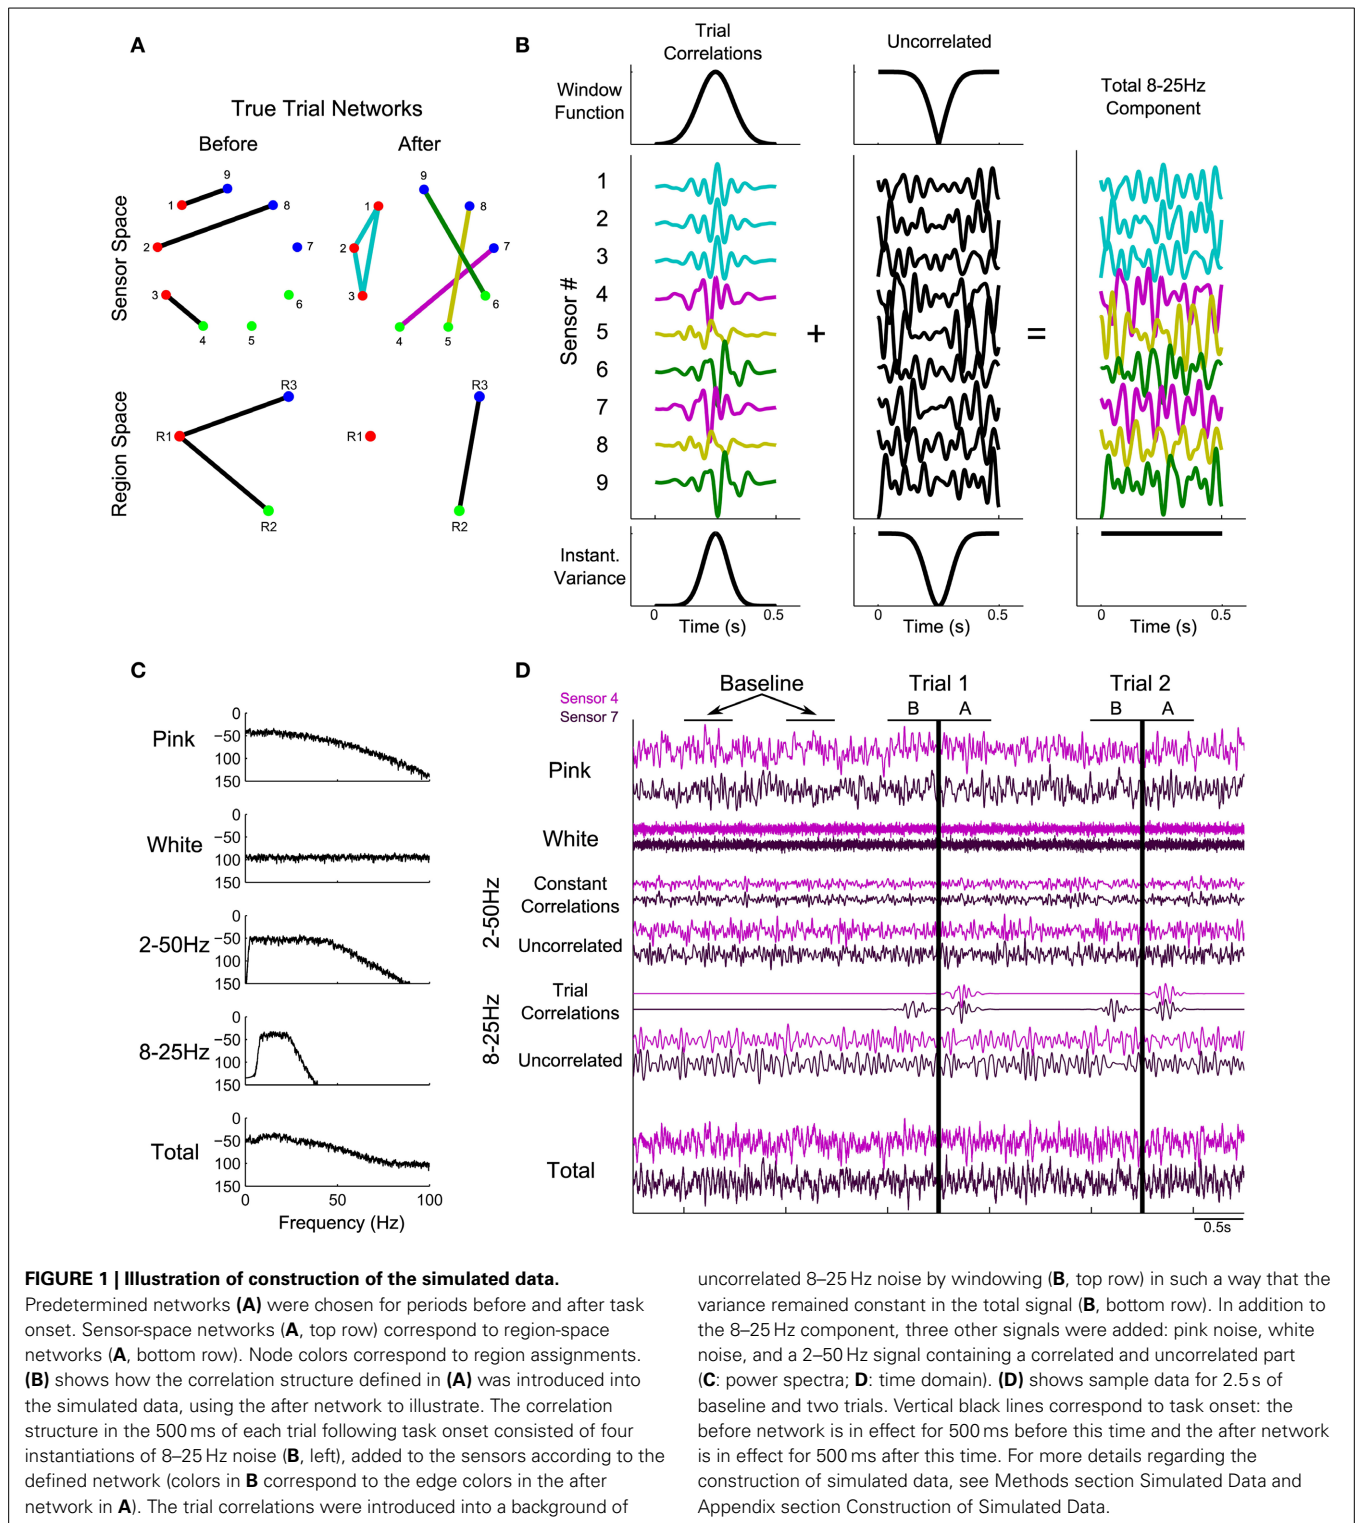 A
True Trial Networks
Before
After
Sensor Space
9
1
8
2
7
3
6
4
5
9
1
8
2
7
3
6
4
5
Region Space
R3
R1
R2
R3
R1
R2
B
Trial
Correlations
Uncorrelated
Total 8-25Hz
Component
Window
Function
Sensor #
1
2
3
4
5
6
7
8
9
+
=
Instant.
Variance
0
0.5
Time (s)
0
0.5
Time (s)
0
0.5
Time (s)
C
Pink
0
−50
100
150
White
0
−50
100
150
2-50Hz
0
−50
100
150
8-25Hz
0
−50
100
150
Total
0
−50
100
150
0
50
100
Frequency (Hz)
D
Sensor 4
Sensor 7
Baseline
Trial 1
B
A
Trial 2
B
A
Pink
White
2-50Hz
Constant
Correlations
Uncorrelated
8-25Hz
Trial
Correlations
Uncorrelated
Total
0.5s
FIGURE 1 | Illustration of construction of the simulated data.
Predetermined networks (A) were chosen for periods before and after task
onset. Sensor-space networks (A, top row) correspond to region-space
networks (A, bottom row). Node colors correspond to region assignments.
(B) shows how the correlation structure defined in (A) was introduced into
the simulated data, using the after network to illustrate. The correlation
structure in the 500 ms of each trial following task onset consisted of four
instantiations of 8–25 Hz noise (B, left), added to the sensors according to the
defined network (colors in B correspond to the edge colors in the after
network in A). The trial correlations were introduced into a background of
uncorrelated 8–25 Hz noise by windowing (B, top row) in such a way that the
variance remained constant in the total signal (B, bottom row). In addition to
the 8–25 Hz component, three other signals were added: pink noise, white
noise, and a 2–50 Hz signal containing a correlated and uncorrelated part
(C: power spectra; D: time domain). (D) shows sample data for 2.5 s of
baseline and two trials. Vertical black lines correspond to task onset: the
before network is in effect for 500 ms before this time and the after network
is in effect for 500 ms after this time. For more details regarding the
construction of simulated data, see Methods section Simulated Data and
Appendix section Construction of Simulated Data.